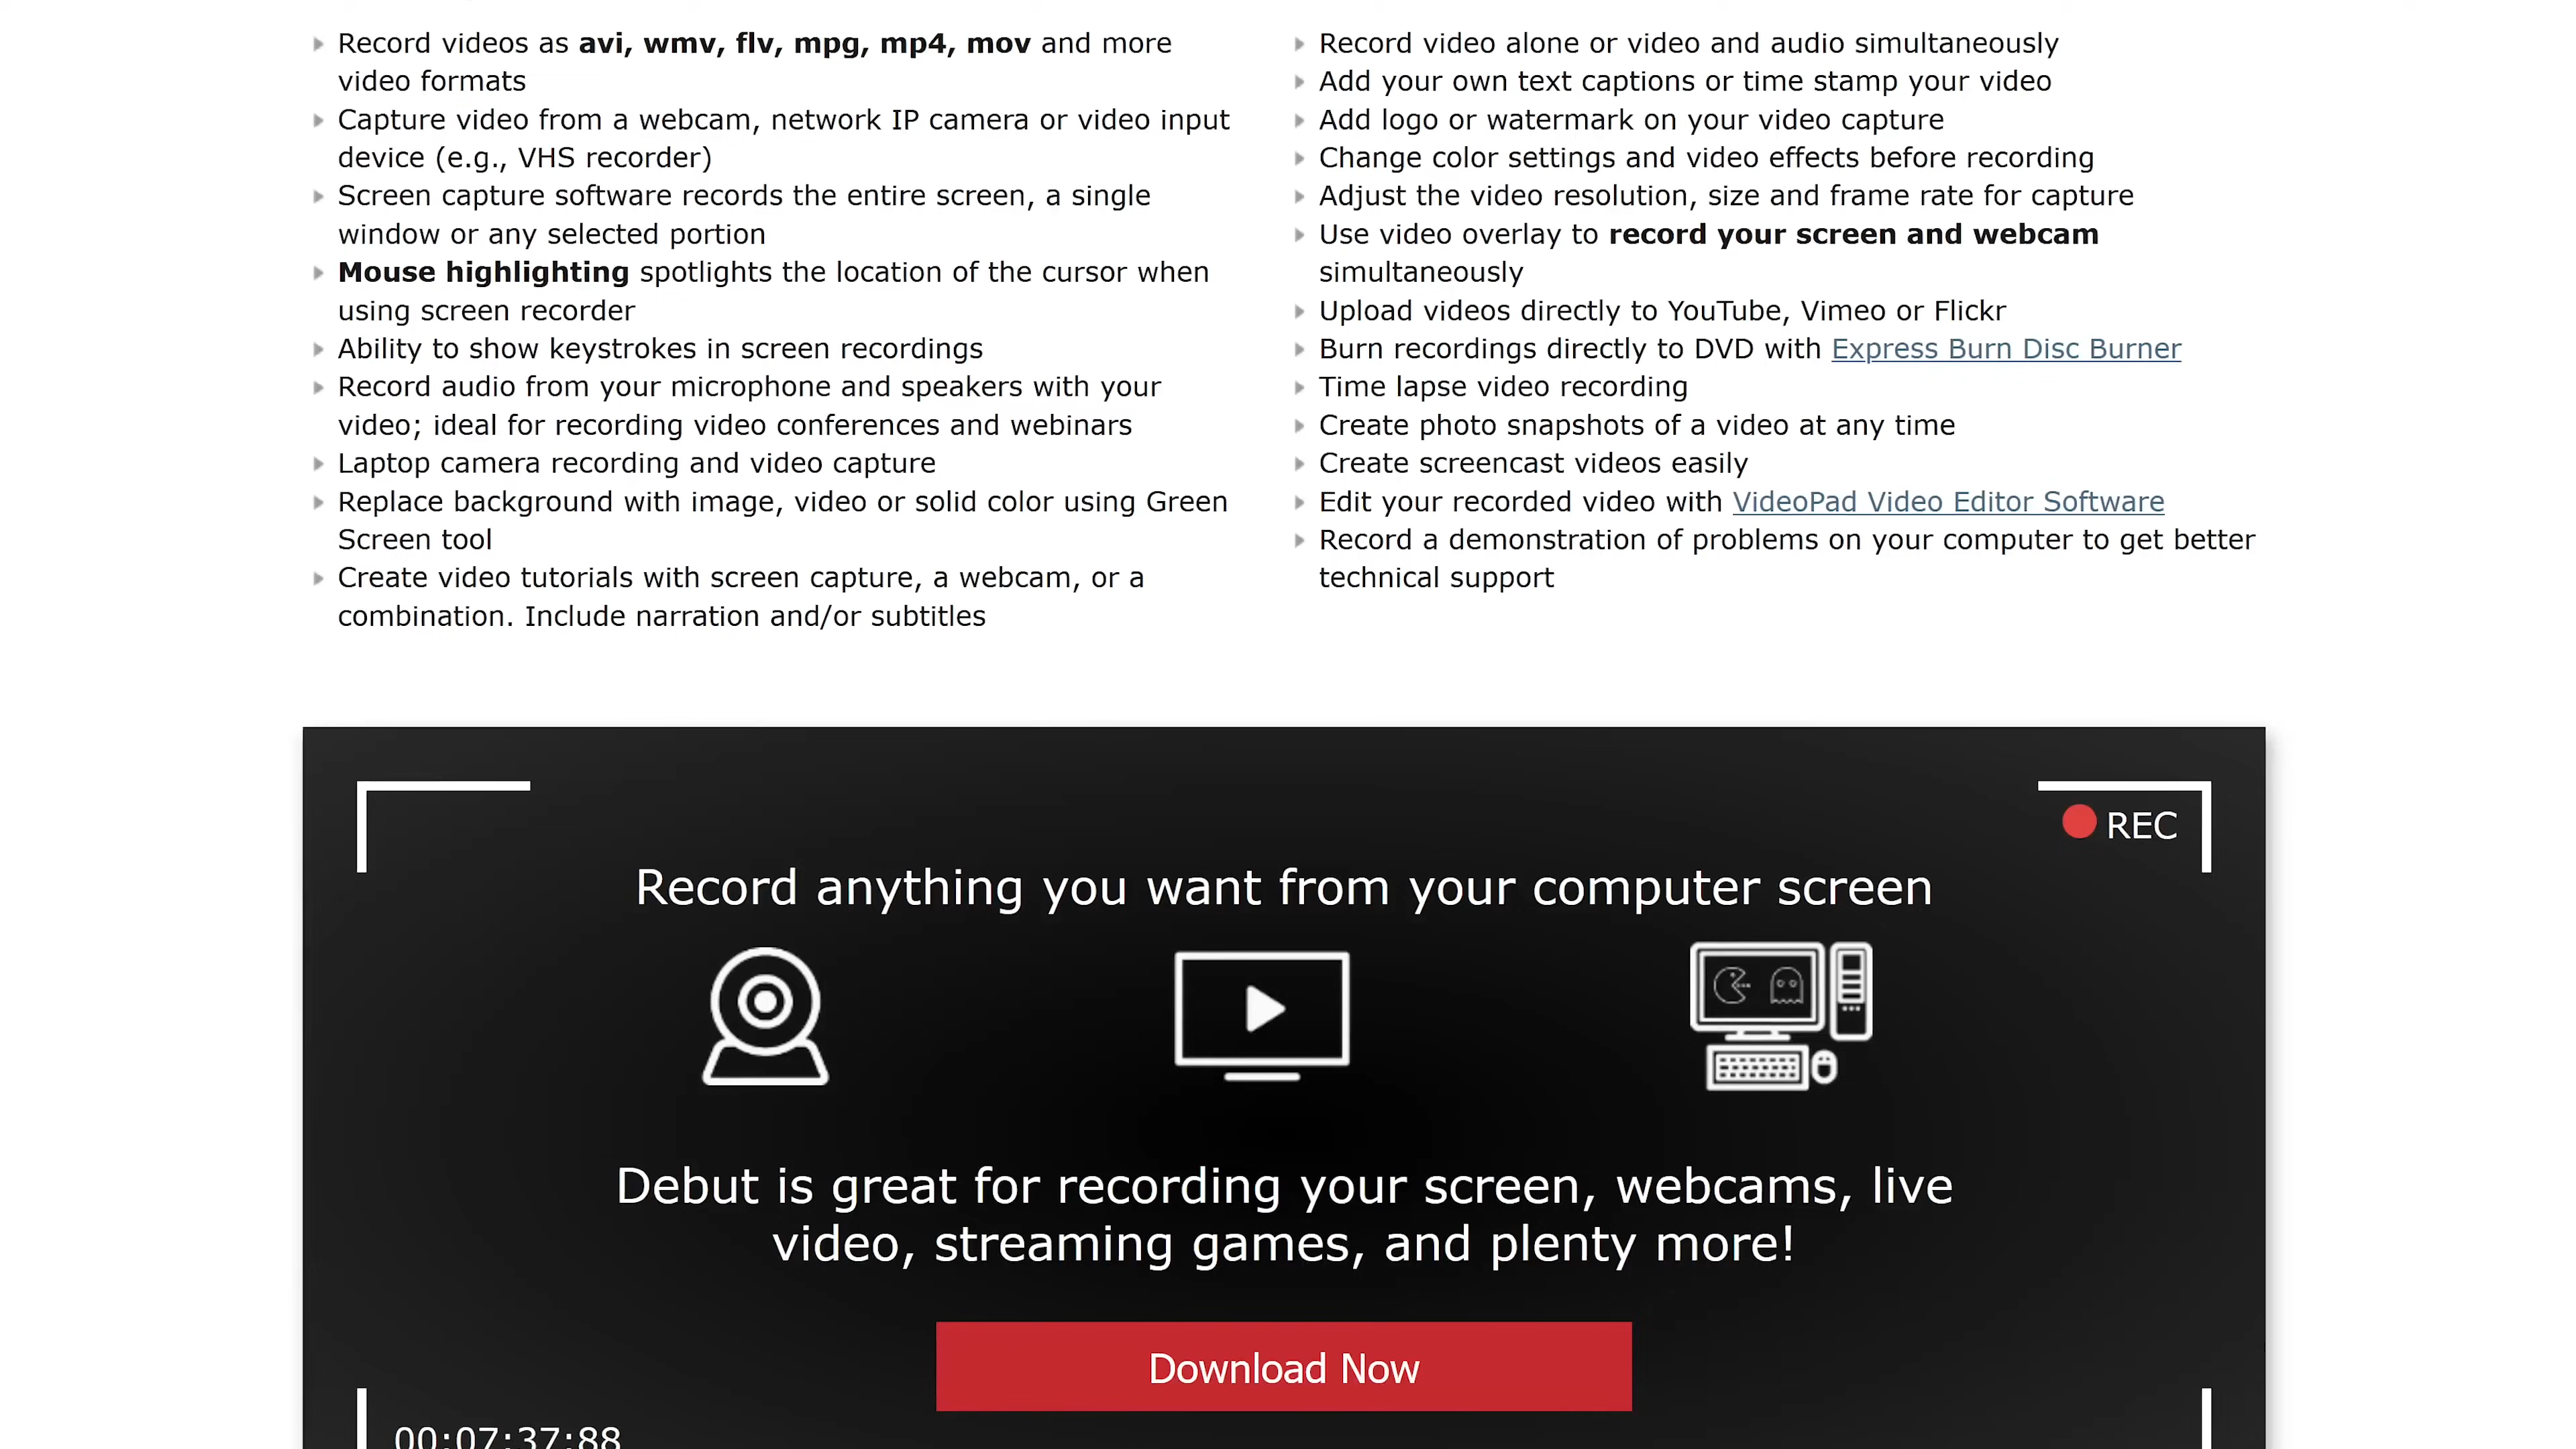 Record videos as avi, wmv, flv, mpg, mp4, mov and more
video formats
Capture video from a webcam, network IP camera or video input
device (e.g., VHS recorder)
Screen capture software records the entire screen, a single
window or any selected portion
Mouse highlighting spotlights the location of the cursor when
using screen recorder
Ability to show keystrokes in screen recordings
Record audio from your microphone and speakers with your
video; ideal for recording video conferences and webinars
Laptop camera recording and video capture
Replace background with image, video or solid color using Green
Screen tool
Create video tutorials with screen capture, a webcam, or a
combination. Include narration and/or subtitles
Record video alone or video and audio simultaneously
Add your own text captions or time stamp your video
Add logo or watermark on your video capture
Change color settings and video effects before recording
Adjust the video resolution, size and frame rate for capture
Use video overlay to record your screen and webcam
simultaneously
Upload videos directly to YouTube, Vimeo or Flickr
Burn recordings directly to DVD with Express Burn Disc Burner
Time lapse video recording
Create photo snapshots of a video at any time
Create screencast videos easily
Edit your recorded video with VideoPad Video Editor Software
Record a demonstration of problems on your computer to get better
technical support
REC
Record anything you want from your computer screen
Debut is great for recording your screen, webcams, live
video, streaming games, and plenty more!
Download Now
00:07:37:88